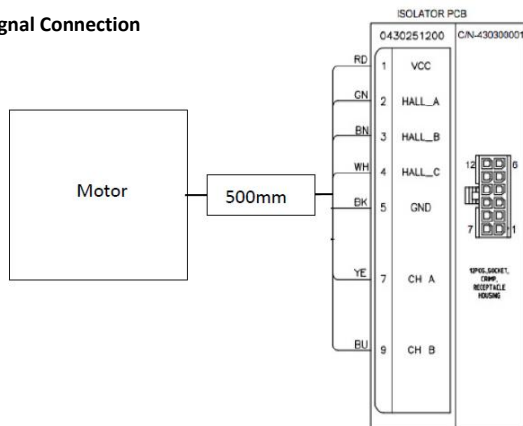 ISOLATOR PCB
gnal Connection
0430251200 C/N-430300001
RD 1 VCC
GN 2 HALL_A
BN 3 HALL_B
WH 4 HALL_C
BK 5 GND
YE 7 CH A
BU 9 CH B
Motor
500mm
12 6
7 1
12POS.,SOCKET,
CRIMP,
RECEPTACLE
HOUSING